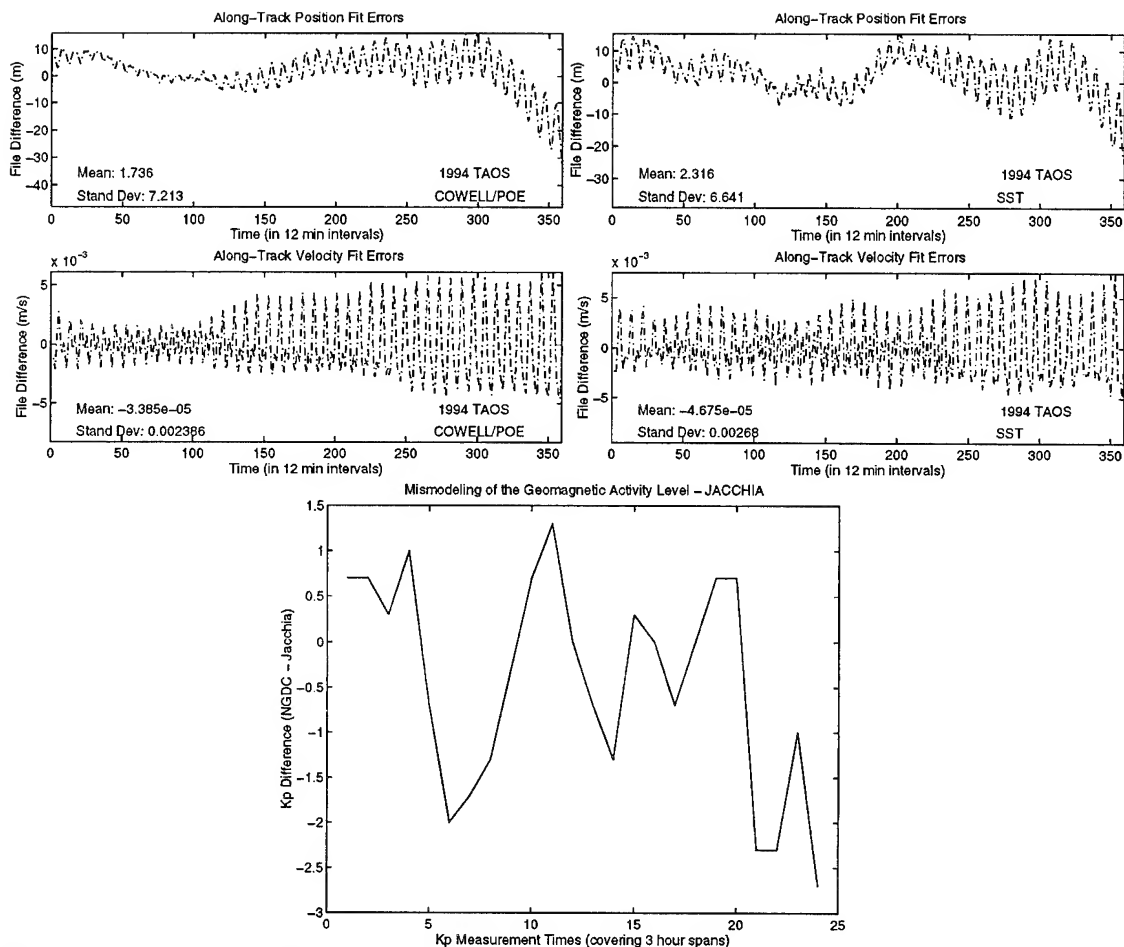 Along-Track Position Fit Errors
File Difference (m)
10
0
-10
-20
-30
-40
Mean: 1.736
Stand Dev: 7.213
1994 TAOS
COWELL/POE
0 50 100 150 200 250 300 350
Time (in 12 min intervals)
Along-Track Position Fit Errors
File Difference (m)
10
0
-10
-20
-30
Mean: 2.316
Stand Dev: 6.641
1994 TAOS
SST
0 50 100 150 200 250 300 350
Time (in 12 min intervals)
Along-Track Velocity Fit Errors
x 10⁻³
File Difference (m/s)
5
0
-5
Mean: -3.385e-05
Stand Dev: 0.002386
1994 TAOS
COWELL/POE
0 50 100 150 200 250 300 350
Time (in 12 min intervals)
Along-Track Velocity Fit Errors
x 10⁻³
File Difference (m/s)
5
0
-5
Mean: -4.675e-05
Stand Dev: 0.00268
1994 TAOS
SST
0 50 100 150 200 250 300 350
Time (in 12 min intervals)
Mismodeling of the Geomagnetic Activity Level - JACCHIA
Kp Difference (NGDC - Jacchia)
1.5
1
0.5
0
-0.5
-1
-1.5
-2
-2.5
-3
0 5 10 15 20 25
Kp Measurement Times (covering 3 hour spans)